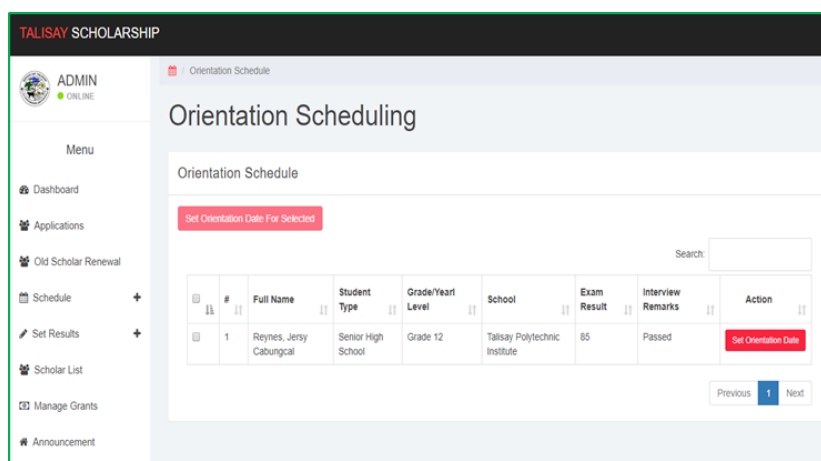 TALISAY SCHOLARSHIP
ADMIN
ONLINE
Menu
Dashboard
Applications
Old Scholar Renewal
Schedule +
Set Results +
Scholar List
Manage Grants
Announcement
/ Orientation Schedule
Orientation Scheduling
Orientation Schedule
Set Orientation Date For Selected
Search:
# Full Name Student Type Grade/Yearl Level School Exam Result Interview Remarks Action
1 Reynes, Jersy Cabungcal Senior High School Grade 12 Talisay Polytechnic Institute 85 Passed Set Orientation Date
Previous 1 Next